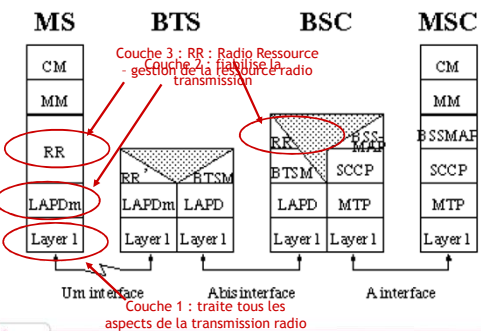 MS BTS BSC MSC
Couche 3 : RR : Radio Ressource
– gestion de la ressource radio
Couche 2 : fiabilise la
transmission
CM CM
MM MM
RR RR BSS-
MAP BSSMAP
RR' BTSM BTSM SCCP SCCP
LAPDm LAPDm LAPD LAPD MTP MTP
Layer 1 Layer 1 Layer 1 Layer 1 Layer 1 Layer 1
Um interface Abis interface A interface
Couche 1 : traite tous les
aspects de la transmission radio